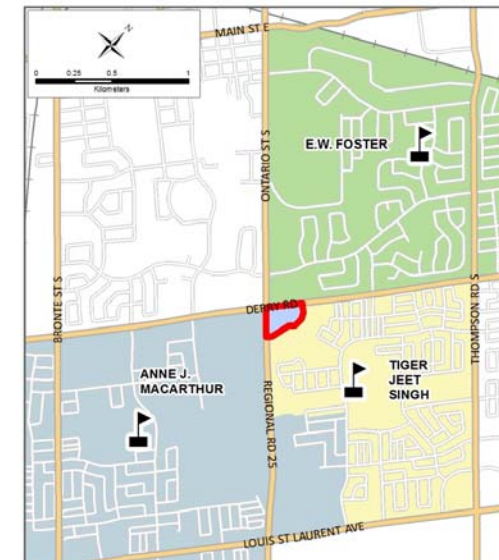 N
MAIN ST E
0 0.25 0.5 1
Kilometers
ONTARIO ST S
E.W. FOSTER
DERRY RD
BRONTE ST S
THOMPSON RD S
ANNE J.
MACARTHUR
TIGER
JEET
SINGH
REGIONAL RD 25
LOUIS ST LAURENT AVE